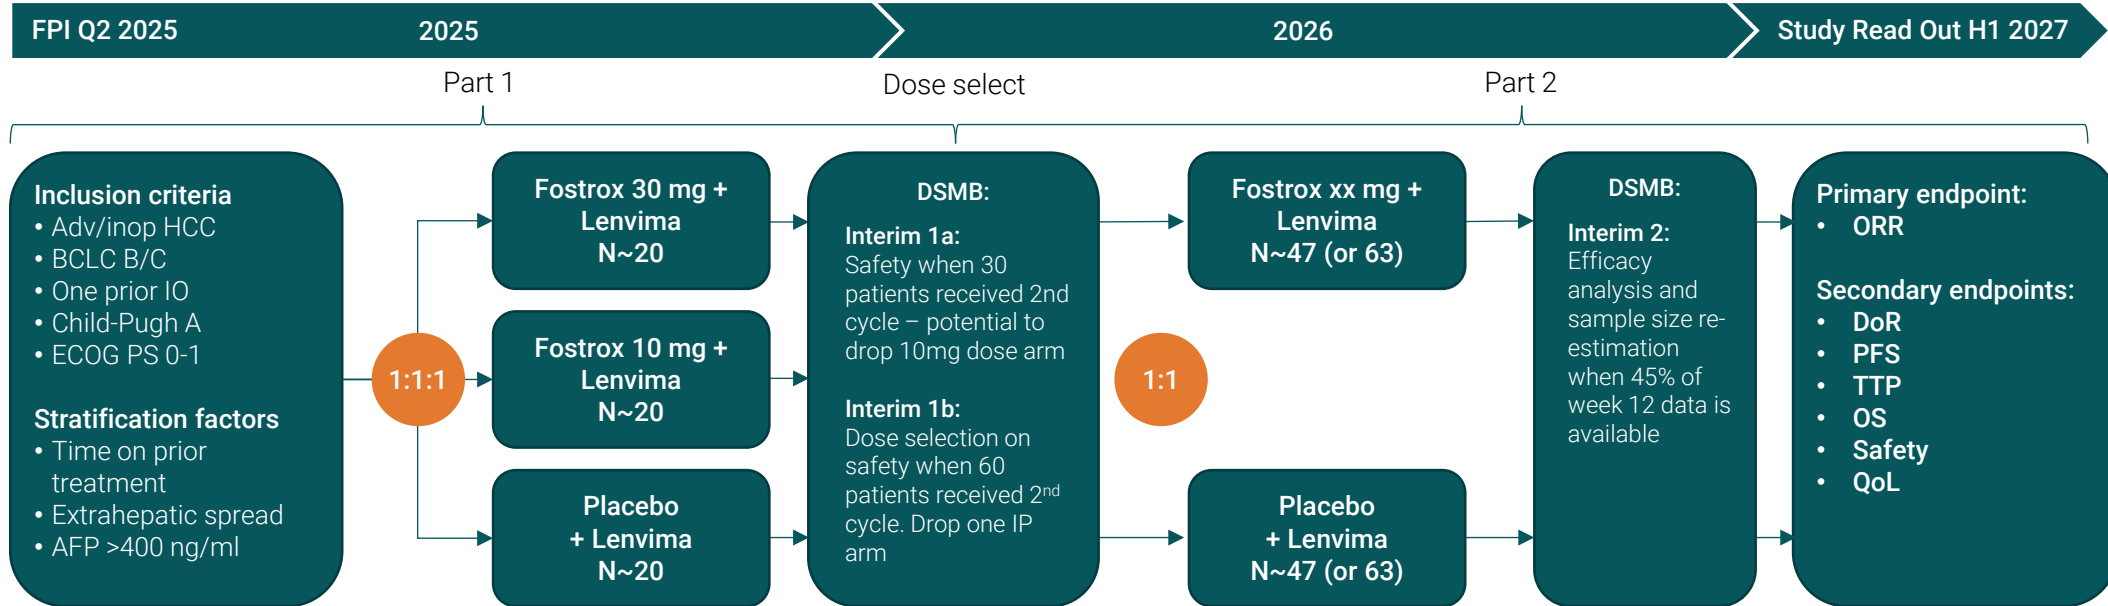 FPI Q2 2025
2025
2026
Study Read Out H1 2027
Part 1
Dose select
Part 2
Inclusion criteria
• Adv/inop HCC
• BCLC B/C
• One prior IO
• Child-Pugh A
• ECOG PS 0-1
Stratification factors
• Time on prior
treatment
• Extrahepatic spread
• AFP >400 ng/ml
1:1:1
Fostrox 30 mg +
Lenvima
N~20
Fostrox 10 mg +
Lenvima
N~20
Placebo
+ Lenvima
N~20
DSMB:
Interim 1a:
Safety when 30
patients received 2nd
cycle – potential to
drop 10mg dose arm
Interim 1b:
Dose selection on
safety when 60
patients received 2nd
cycle. Drop one IP
arm
1:1
Fostrox xx mg +
Lenvima
N~47 (or 63)
Placebo
+ Lenvima
N~47 (or 63)
DSMB:
Interim 2:
Efficacy
analysis and
sample size re-
estimation
when 45% of
week 12 data is
available
Primary endpoint:
• ORR
Secondary endpoints:
• DoR
• PFS
• TTP
• OS
• Safety
• QoL